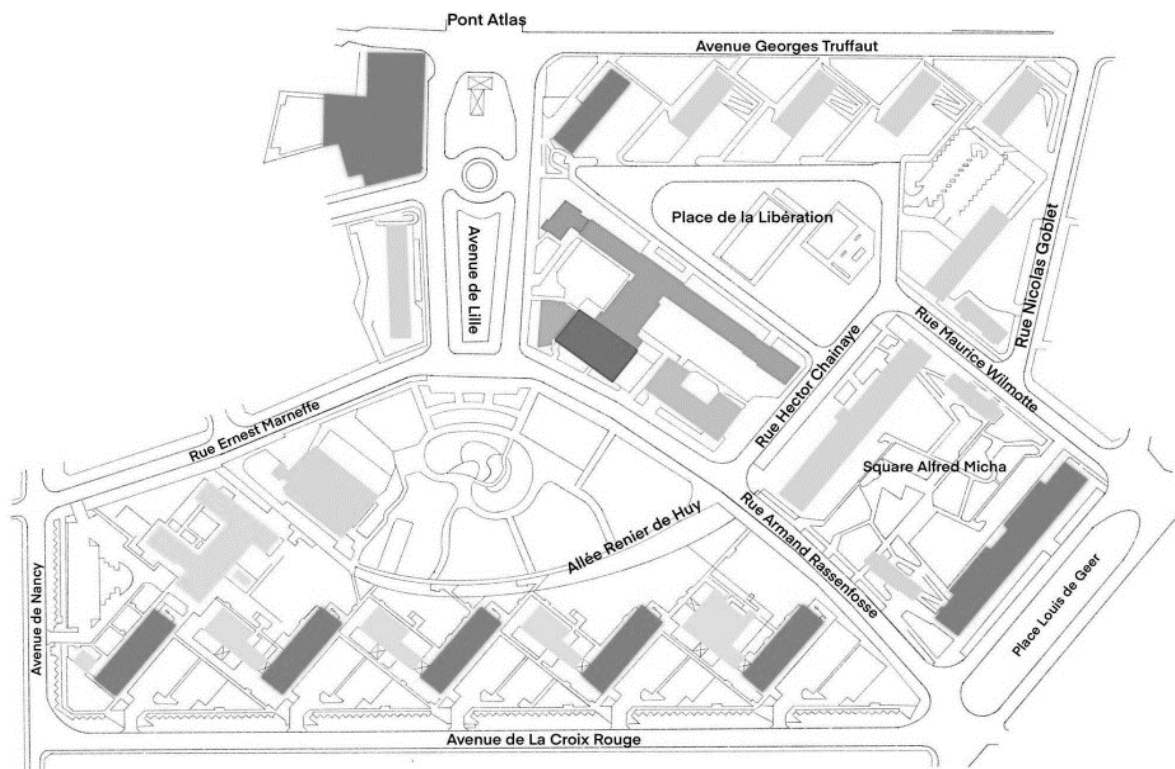 Pont Atlas
Avenue Georges Truffaut
Place de la Libération
Avenue de Lille
Rue Nicolas Goblet
Rue Maurice Wilmotte
Rue Hector Chainaye
Rue Ernest Marneffe
Square Alfred Micha
Allée Renier de Huy
Rue Armand Rassenfosse
Place Louis de Geer
Avenue de Nancy
Avenue de La Croix Rouge